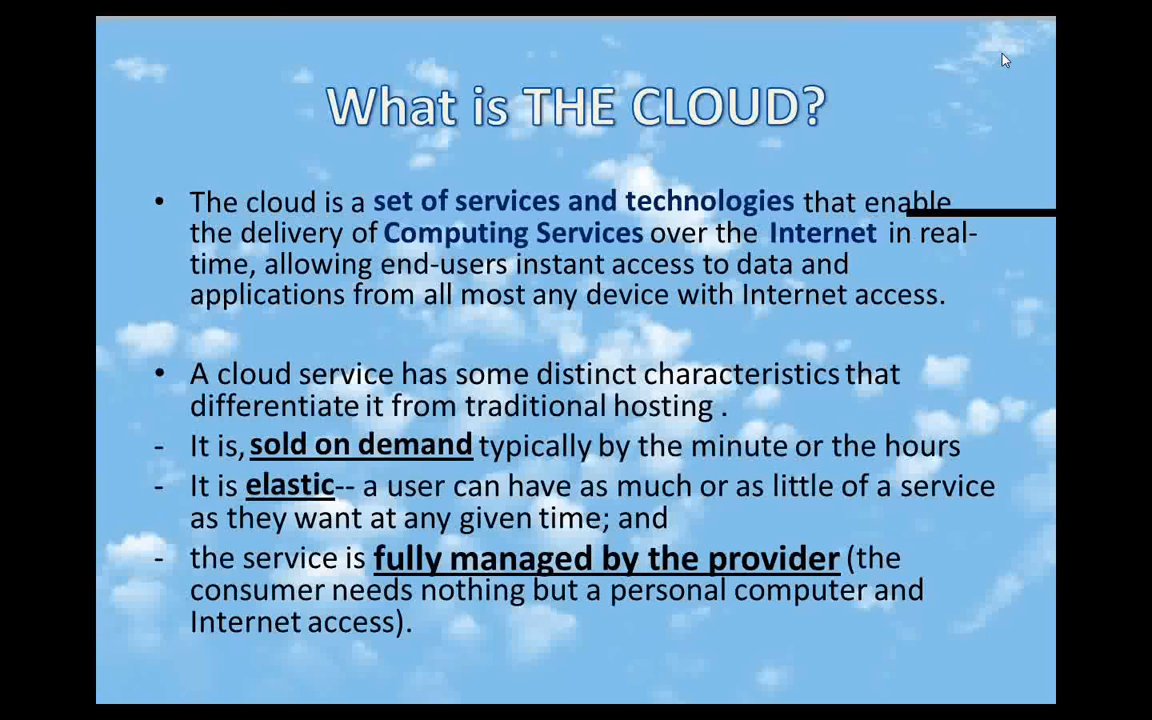 What is THE CLOUD?
• The cloud is a set of services and technologies that enable
the delivery of Computing Services over the Internet in real-
time, allowing end-users instant access to data and
applications from all most any device with Internet access.
• A cloud service has some distinct characteristics that
differentiate it from traditional hosting .
- It is, sold on demand typically by the minute or the hours
- It is elastic-- a user can have as much or as little of a service
as they want at any given time; and
- the service is fully managed by the provider (the
consumer needs nothing but a personal computer and
Internet access).